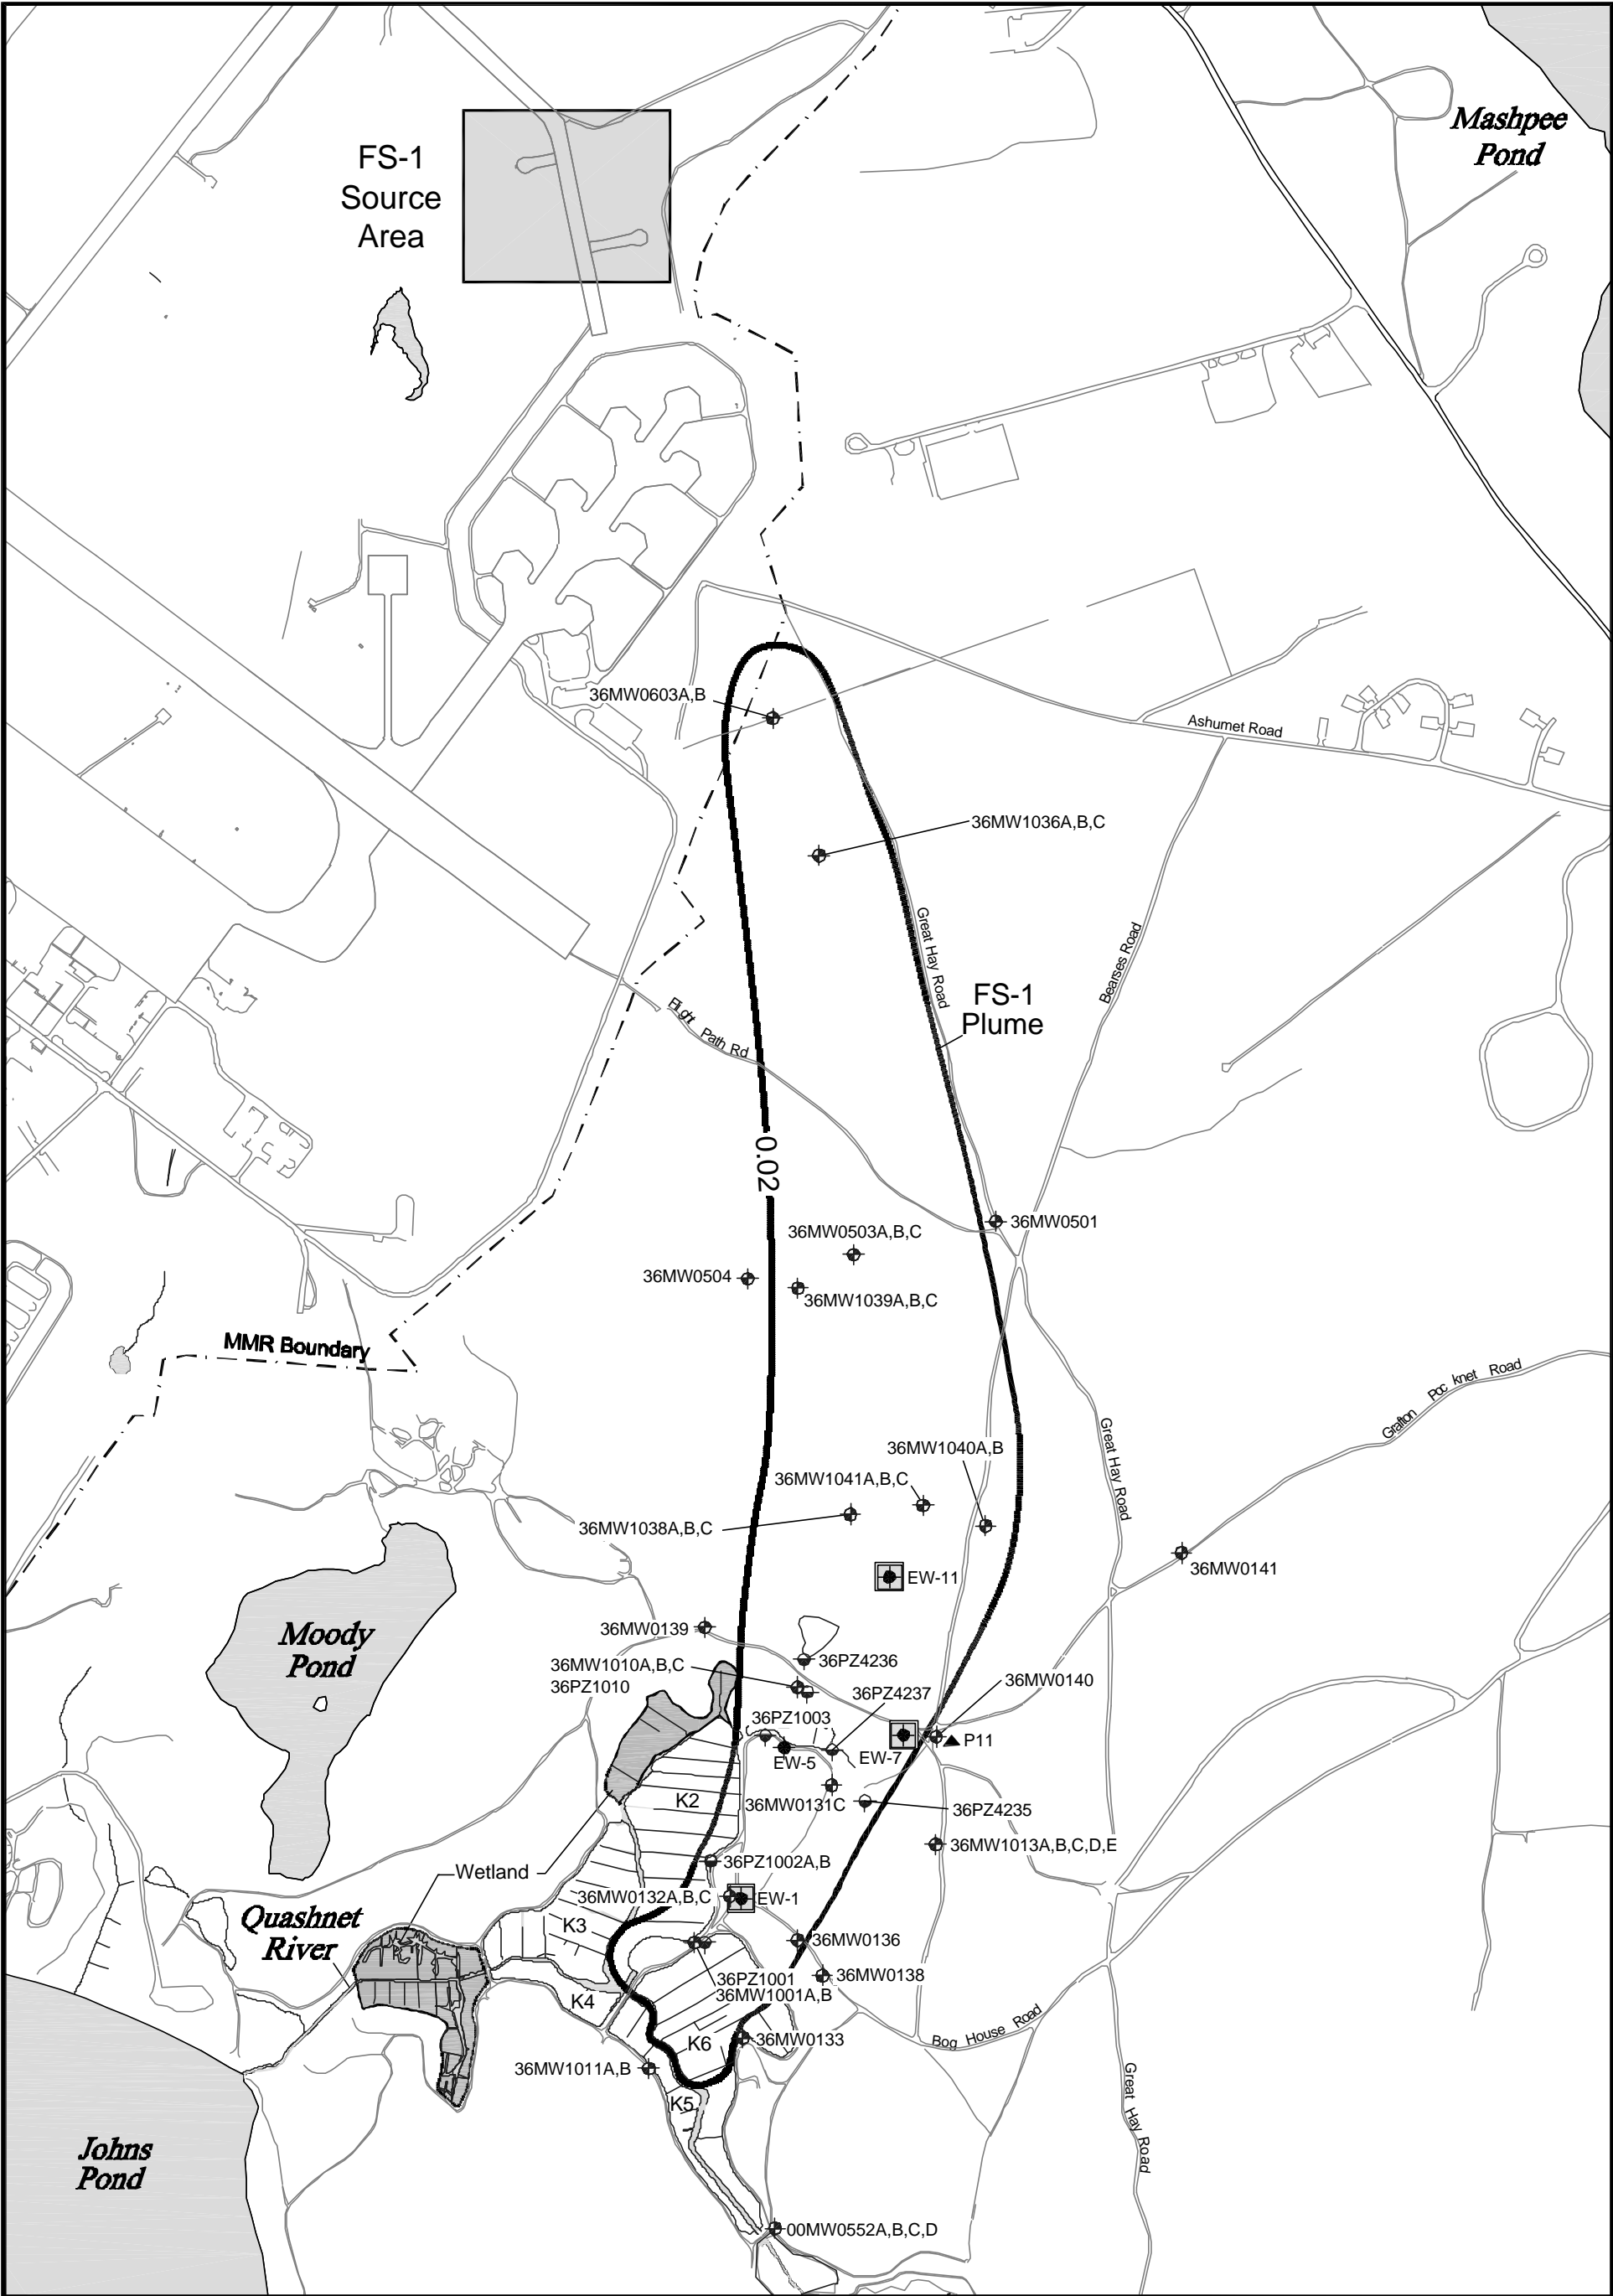 Mashpee
Pond
FS-1
Source
Area
36MW0603A,B
Ashumet Road
36MW1036A,B,C
Great Hay Road
Bearses Road
FS-1
Plume
Flight Path Rd
0.02
36MW0501
36MW0503A,B,C
36MW0504
36MW1039A,B,C
MMR Boundary
Grafton Poc knet Road
Great Hay Road
36MW1040A,B
36MW1041A,B,C
36MW1038A,B,C
36MW0141
EW-11
Moody
Pond
36MW0139
36PZ4236
36MW1010A,B,C
36PZ1010
36MW0140
36PZ4237
36PZ1003
P11
EW-5
EW-7
K2
36MW0131C
36PZ4235
36MW1013A,B,C,D,E
36PZ1002A,B
Wetland
36MW0132A,B,C
EW-1
Quashnet
River
K3
36MW0136
36PZ1001
36MW1001A,B
36MW0138
K4
Bog House Road
K6
36MW0133
36MW1011A,B
K5
Great Hay Road
Johns
Pond
00MW0552A,B,C,D